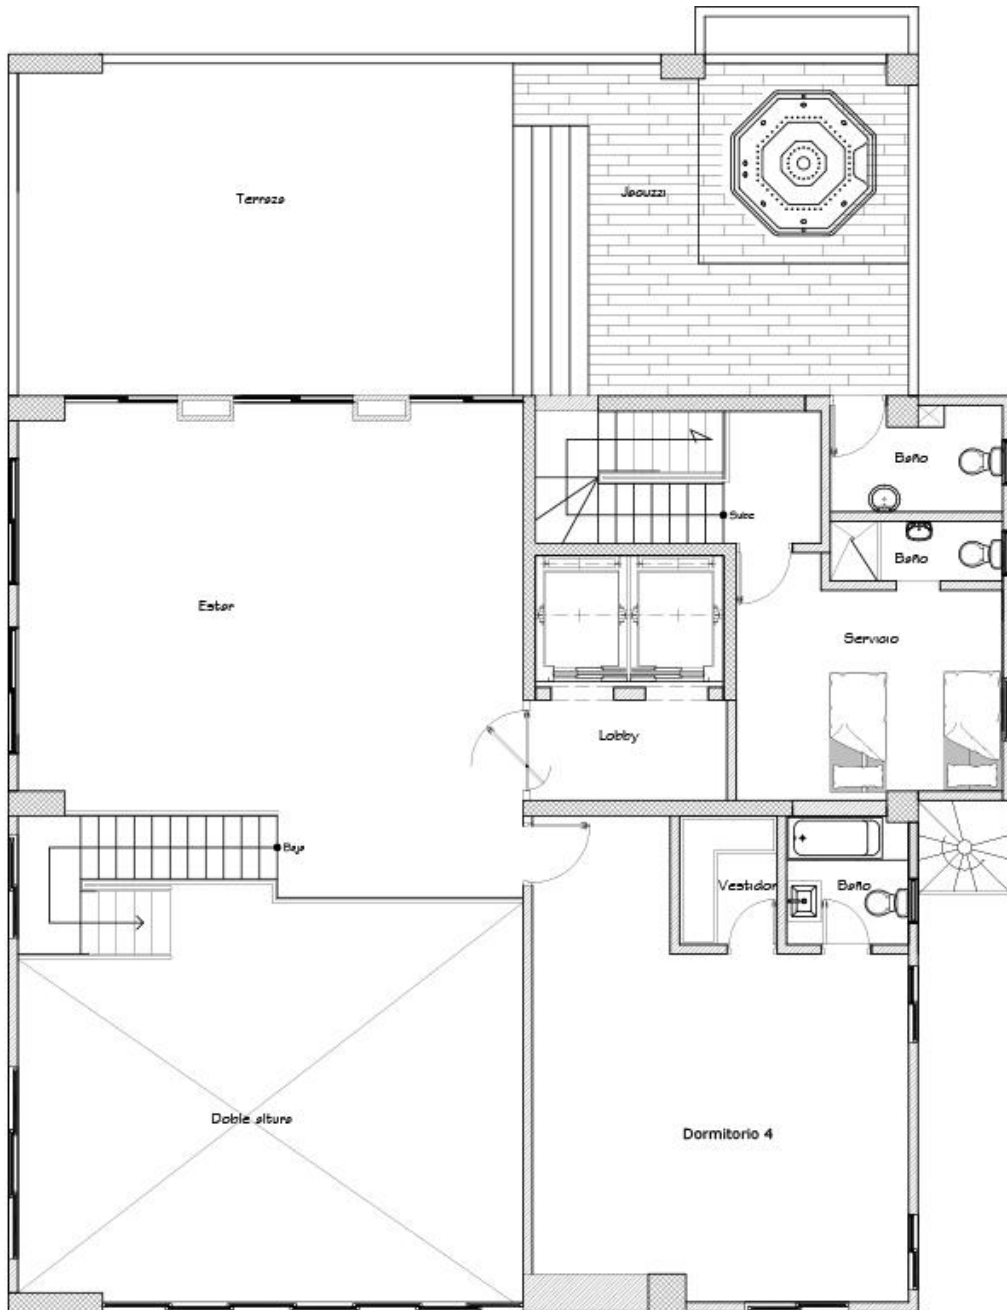 Terraza
Jacuzzi
Baño
Sube
Baño
Estar
Servicio
Lobby
Baja
Vestidor
Baño
Doble altura
Dormitorio 4